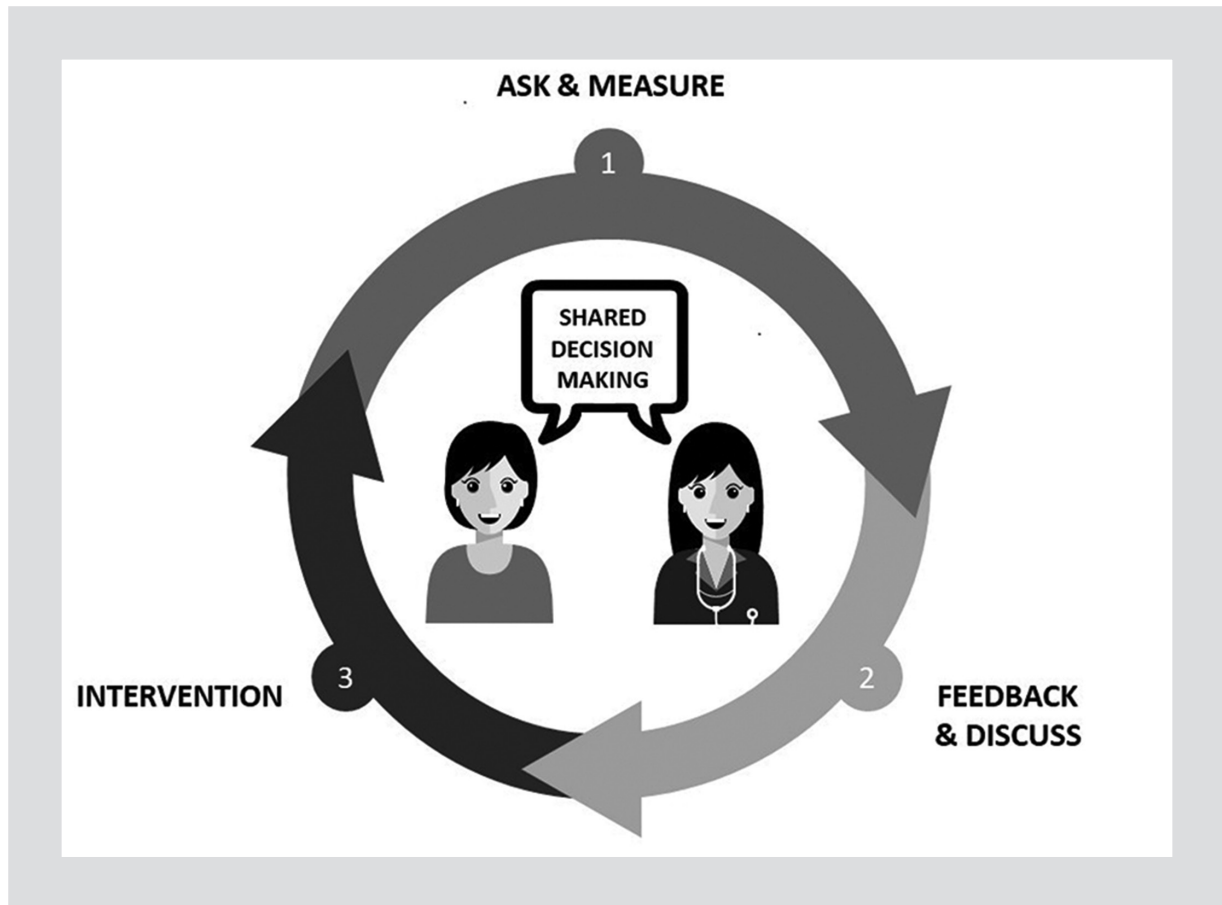 ASK & MEASURE
1
SHARED
DECISION
MAKING
INTERVENTION
3
2
FEEDBACK
& DISCUSS